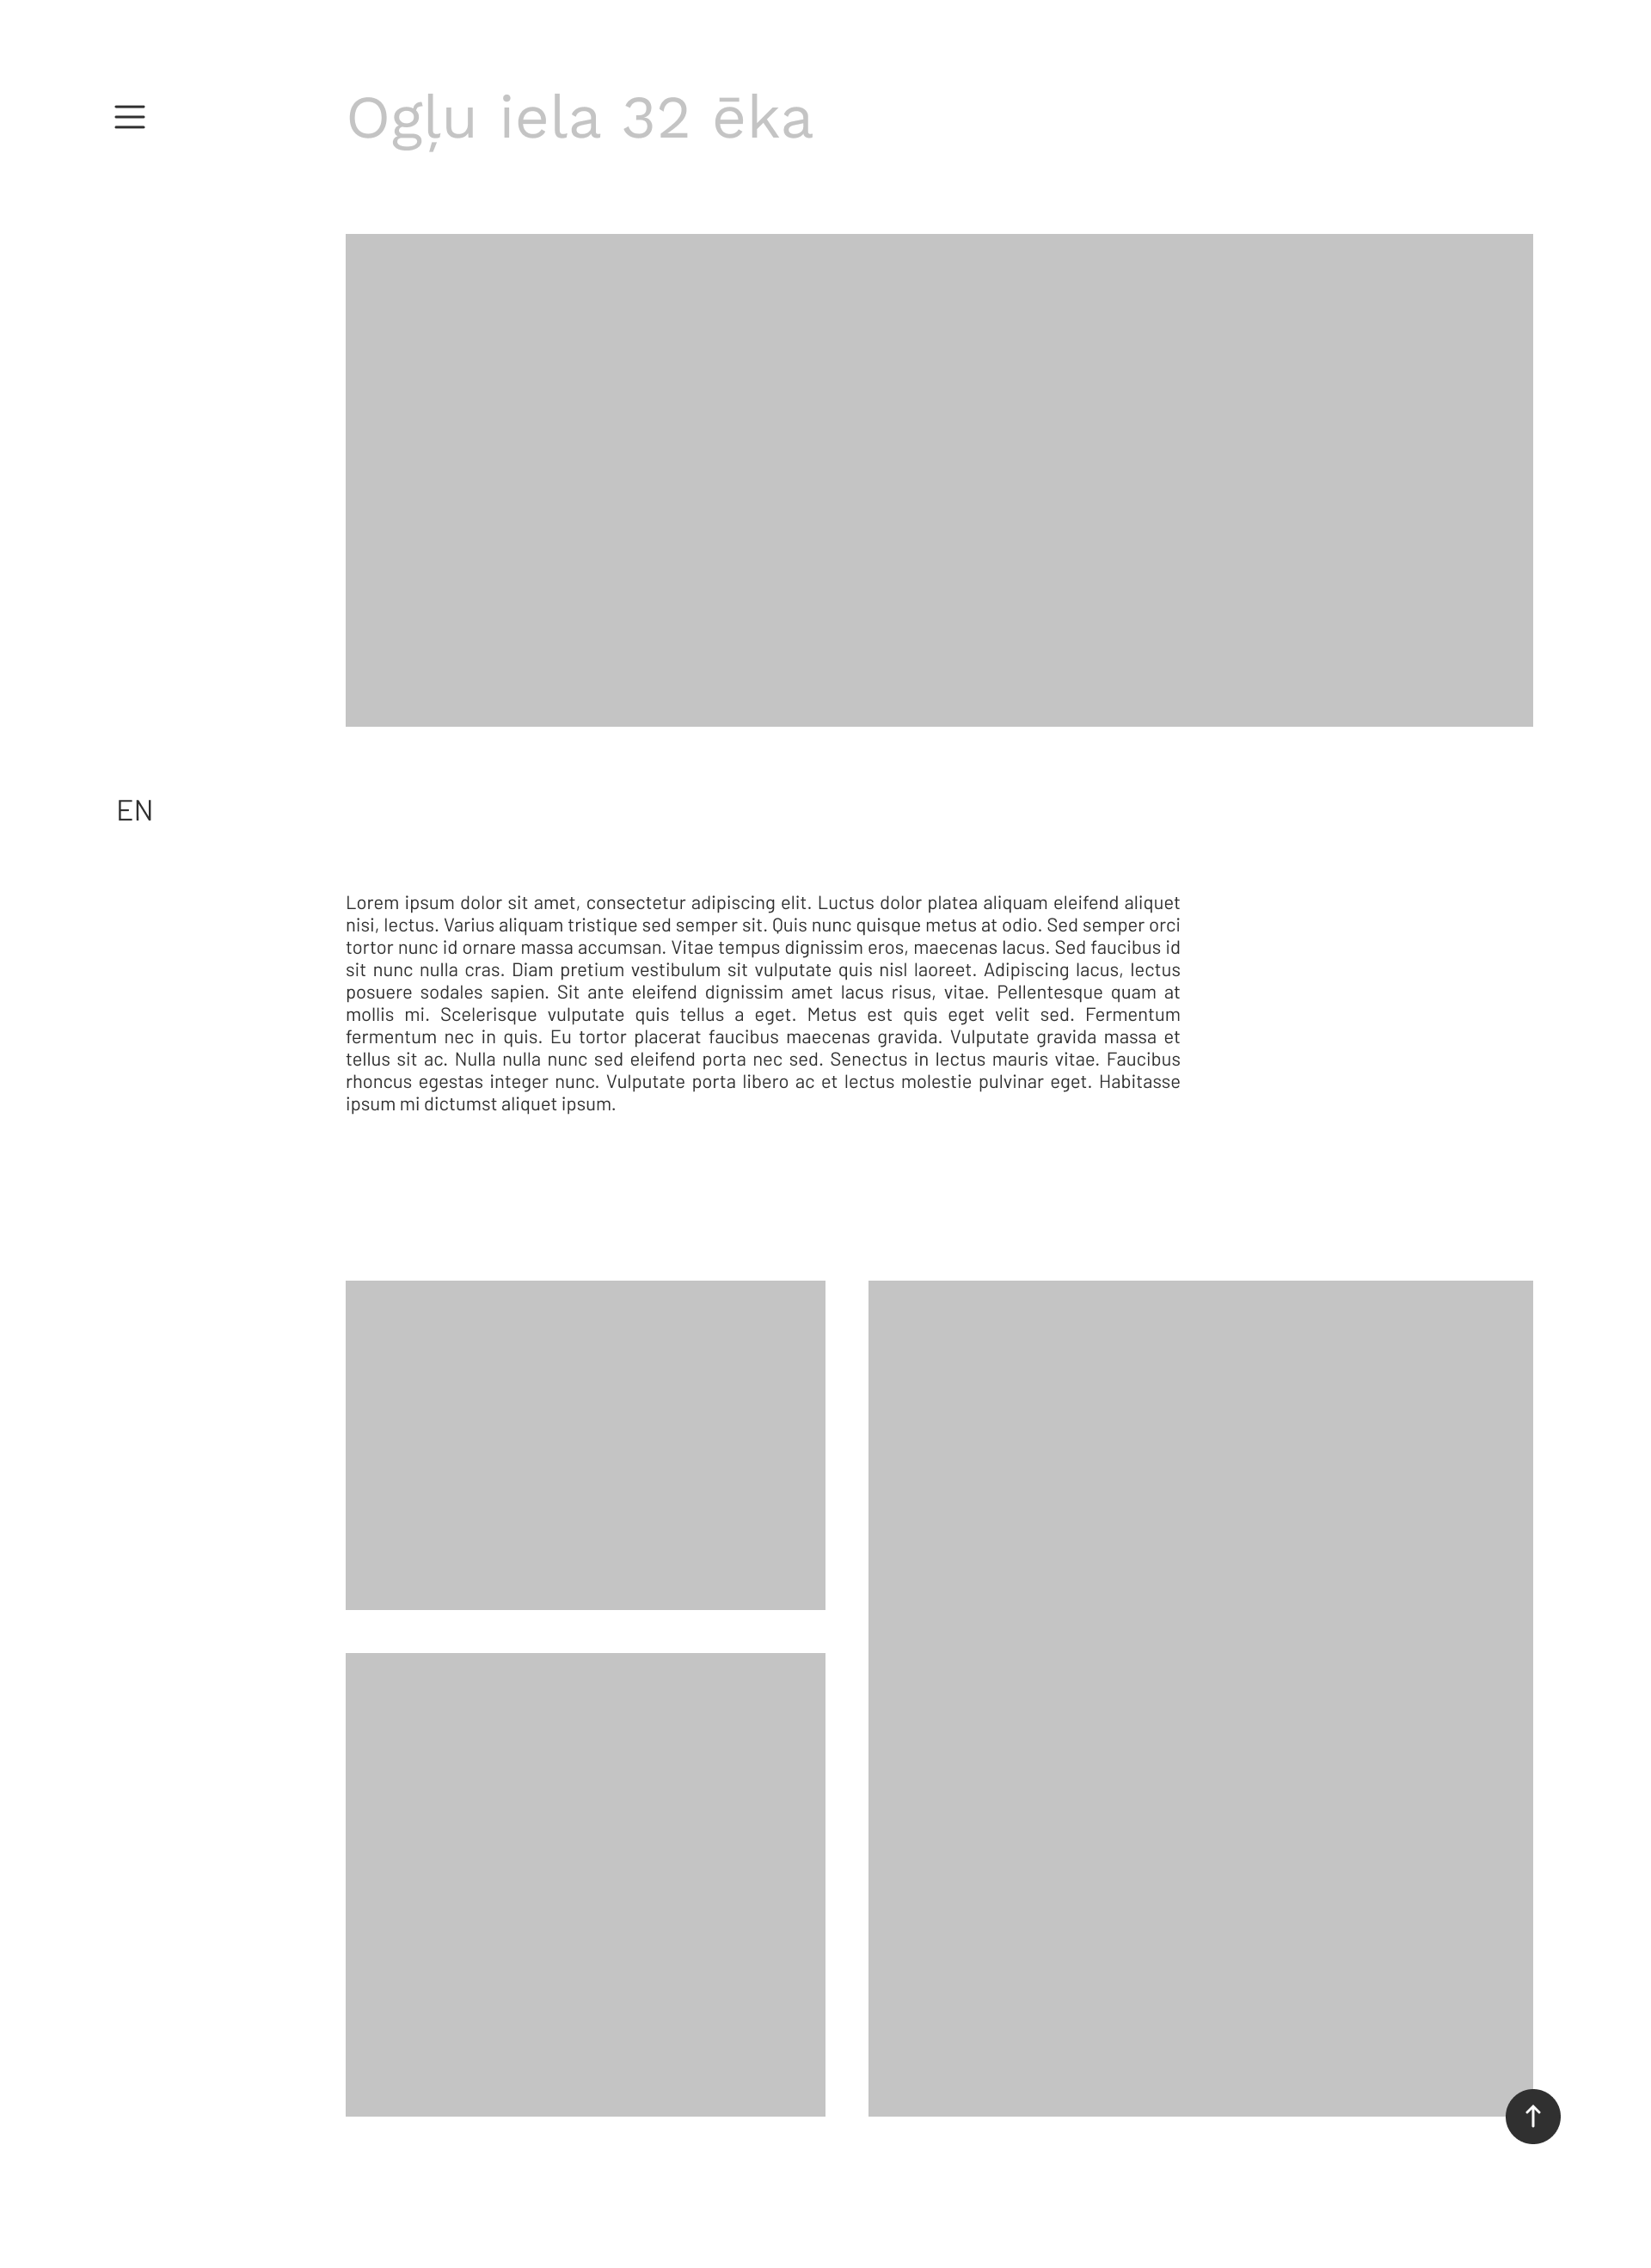 Ogļu iela 32 ēka
EN
Lorem ipsum dolor sit amet, consectetur adipiscing elit. Luctus dolor platea aliquam eleifend aliquet
nisi, lectus. Varius aliquam tristique sed semper sit. Quis nunc quisque metus at odio. Sed semper orci
tortor nunc id ornare massa accumsan. Vitae tempus dignissim eros, maecenas lacus. Sed faucibus id
sit nunc nulla cras. Diam pretium vestibulum sit vulputate quis nisl laoreet. Adipiscing lacus, lectus
posuere sodales sapien. Sit ante eleifend dignissim amet lacus risus, vitae. Pellentesque quam at
mollis mi. Scelerisque vulputate quis tellus a eget. Metus est quis eget velit sed. Fermentum
fermentum nec in quis. Eu tortor placerat faucibus maecenas gravida. Vulputate gravida massa et
tellus sit ac. Nulla nulla nunc sed eleifend porta nec sed. Senectus in lectus mauris vitae. Faucibus
rhoncus egestas integer nunc. Vulputate porta libero ac et lectus molestie pulvinar eget. Habitasse
ipsum mi dictumst aliquet ipsum.